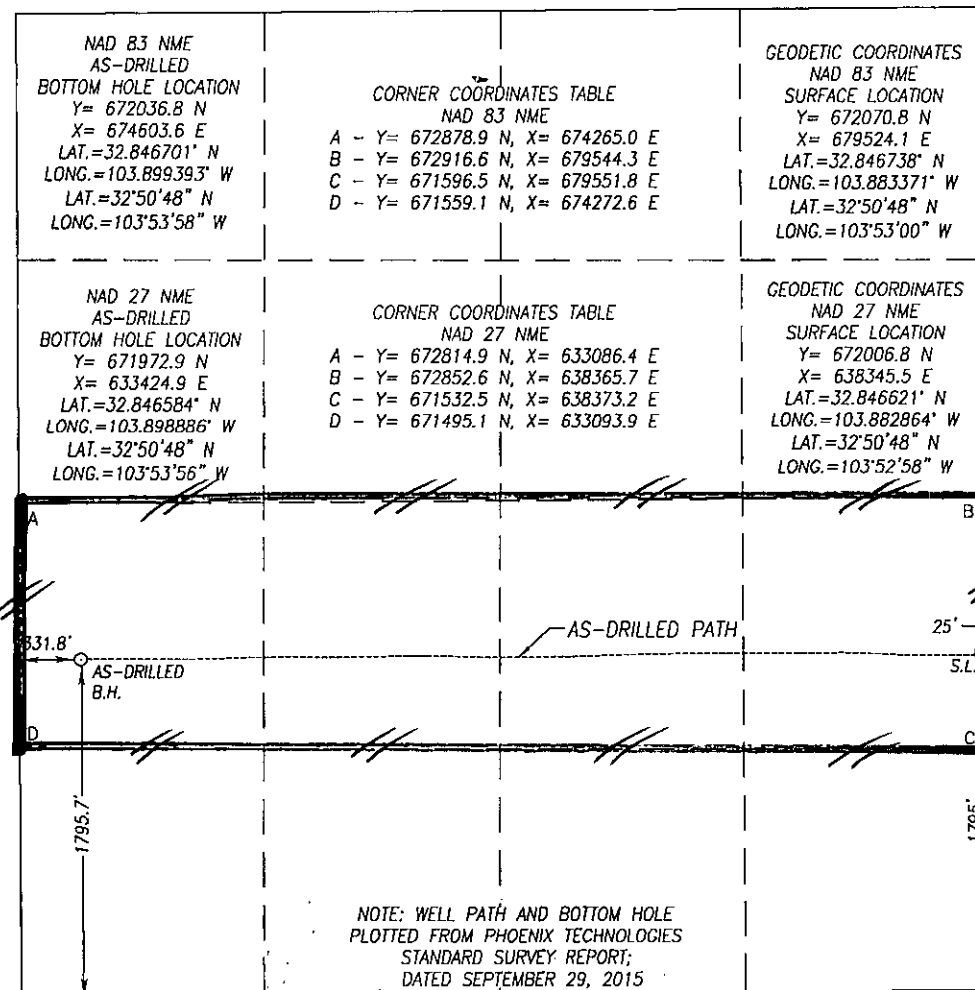 NAD 83 NME
AS-DRILLED
BOTTOM HOLE LOCATION
Y= 672036.8 N
X= 674603.6 E
LAT.=32.846701° N
LONG.=103.899393° W
LAT.=32°50'48" N
LONG.=103°53'58" W
CORNER COORDINATES TABLE
NAD 83 NME
A - Y= 672878.9 N, X= 674265.0 E
B - Y= 672916.6 N, X= 679544.3 E
C - Y= 671596.5 N, X= 679551.8 E
D - Y= 671559.1 N, X= 674272.6 E
GEODETIC COORDINATES
NAD 83 NME
SURFACE LOCATION
Y= 672070.8 N
X= 679524.1 E
LAT.=32.846738° N
LONG.=103.883371° W
LAT.=32°50'48" N
LONG.=103°53'00" W
NAD 27 NME
AS-DRILLED
BOTTOM HOLE LOCATION
Y= 671972.9 N
X= 633424.9 E
LAT.=32.846584° N
LONG.=103.898886° W
LAT.=32°50'48" N
LONG.=103°53'56" W
CORNER COORDINATES TABLE
NAD 27 NME
A - Y= 672814.9 N, X= 633086.4 E
B - Y= 672852.6 N, X= 638365.7 E
C - Y= 671532.5 N, X= 638373.2 E
D - Y= 671495.1 N, X= 633093.9 E
GEODETIC COORDINATES
NAD 27 NME
SURFACE LOCATION
Y= 672006.8 N
X= 638345.5 E
LAT.=32.846621° N
LONG.=103.882864° W
LAT.=32°50'48" N
LONG.=103°52'58" W
A
B
331.8'
AS-DRILLED PATH
25'
AS-DRILLED
B.H.
S.L.
D
C
1795.7'
1795'
NOTE: WELL PATH AND BOTTOM HOLE
PLOTTED FROM PHOENIX TECHNOLOGIES
STANDARD SURVEY REPORT;
DATED SEPTEMBER 29, 2015